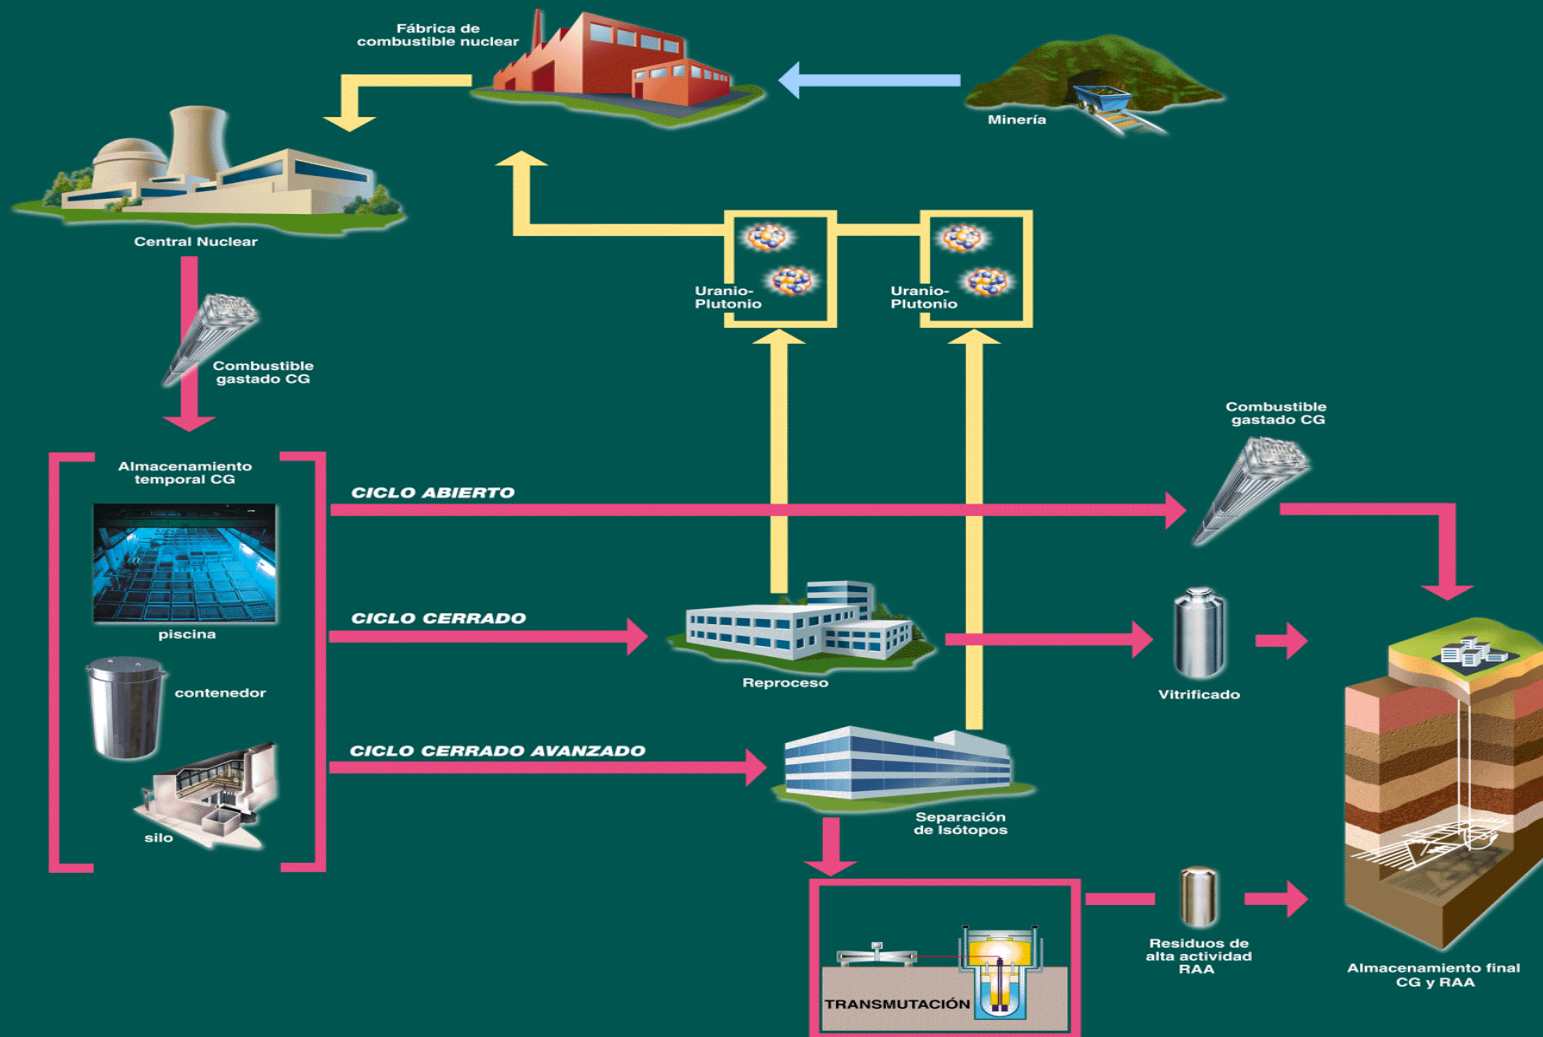 Fábrica de
combustible nuclear
Minería
Central Nuclear
Uranio-
Plutonio
Uranio-
Plutonio
Combustible
gastado CG
Combustible
gastado CG
Almacenamiento
temporal CG
CICLO ABIERTO
piscina
CICLO CERRADO
Reproceso
contenedor
Vitrificado
CICLO CERRADO AVANZADO
silo
Separación
de Isótopos
TRANSMUTACIÓN
Residuos de
alta actividad
RAA
Almacenamiento final
CG y RAA